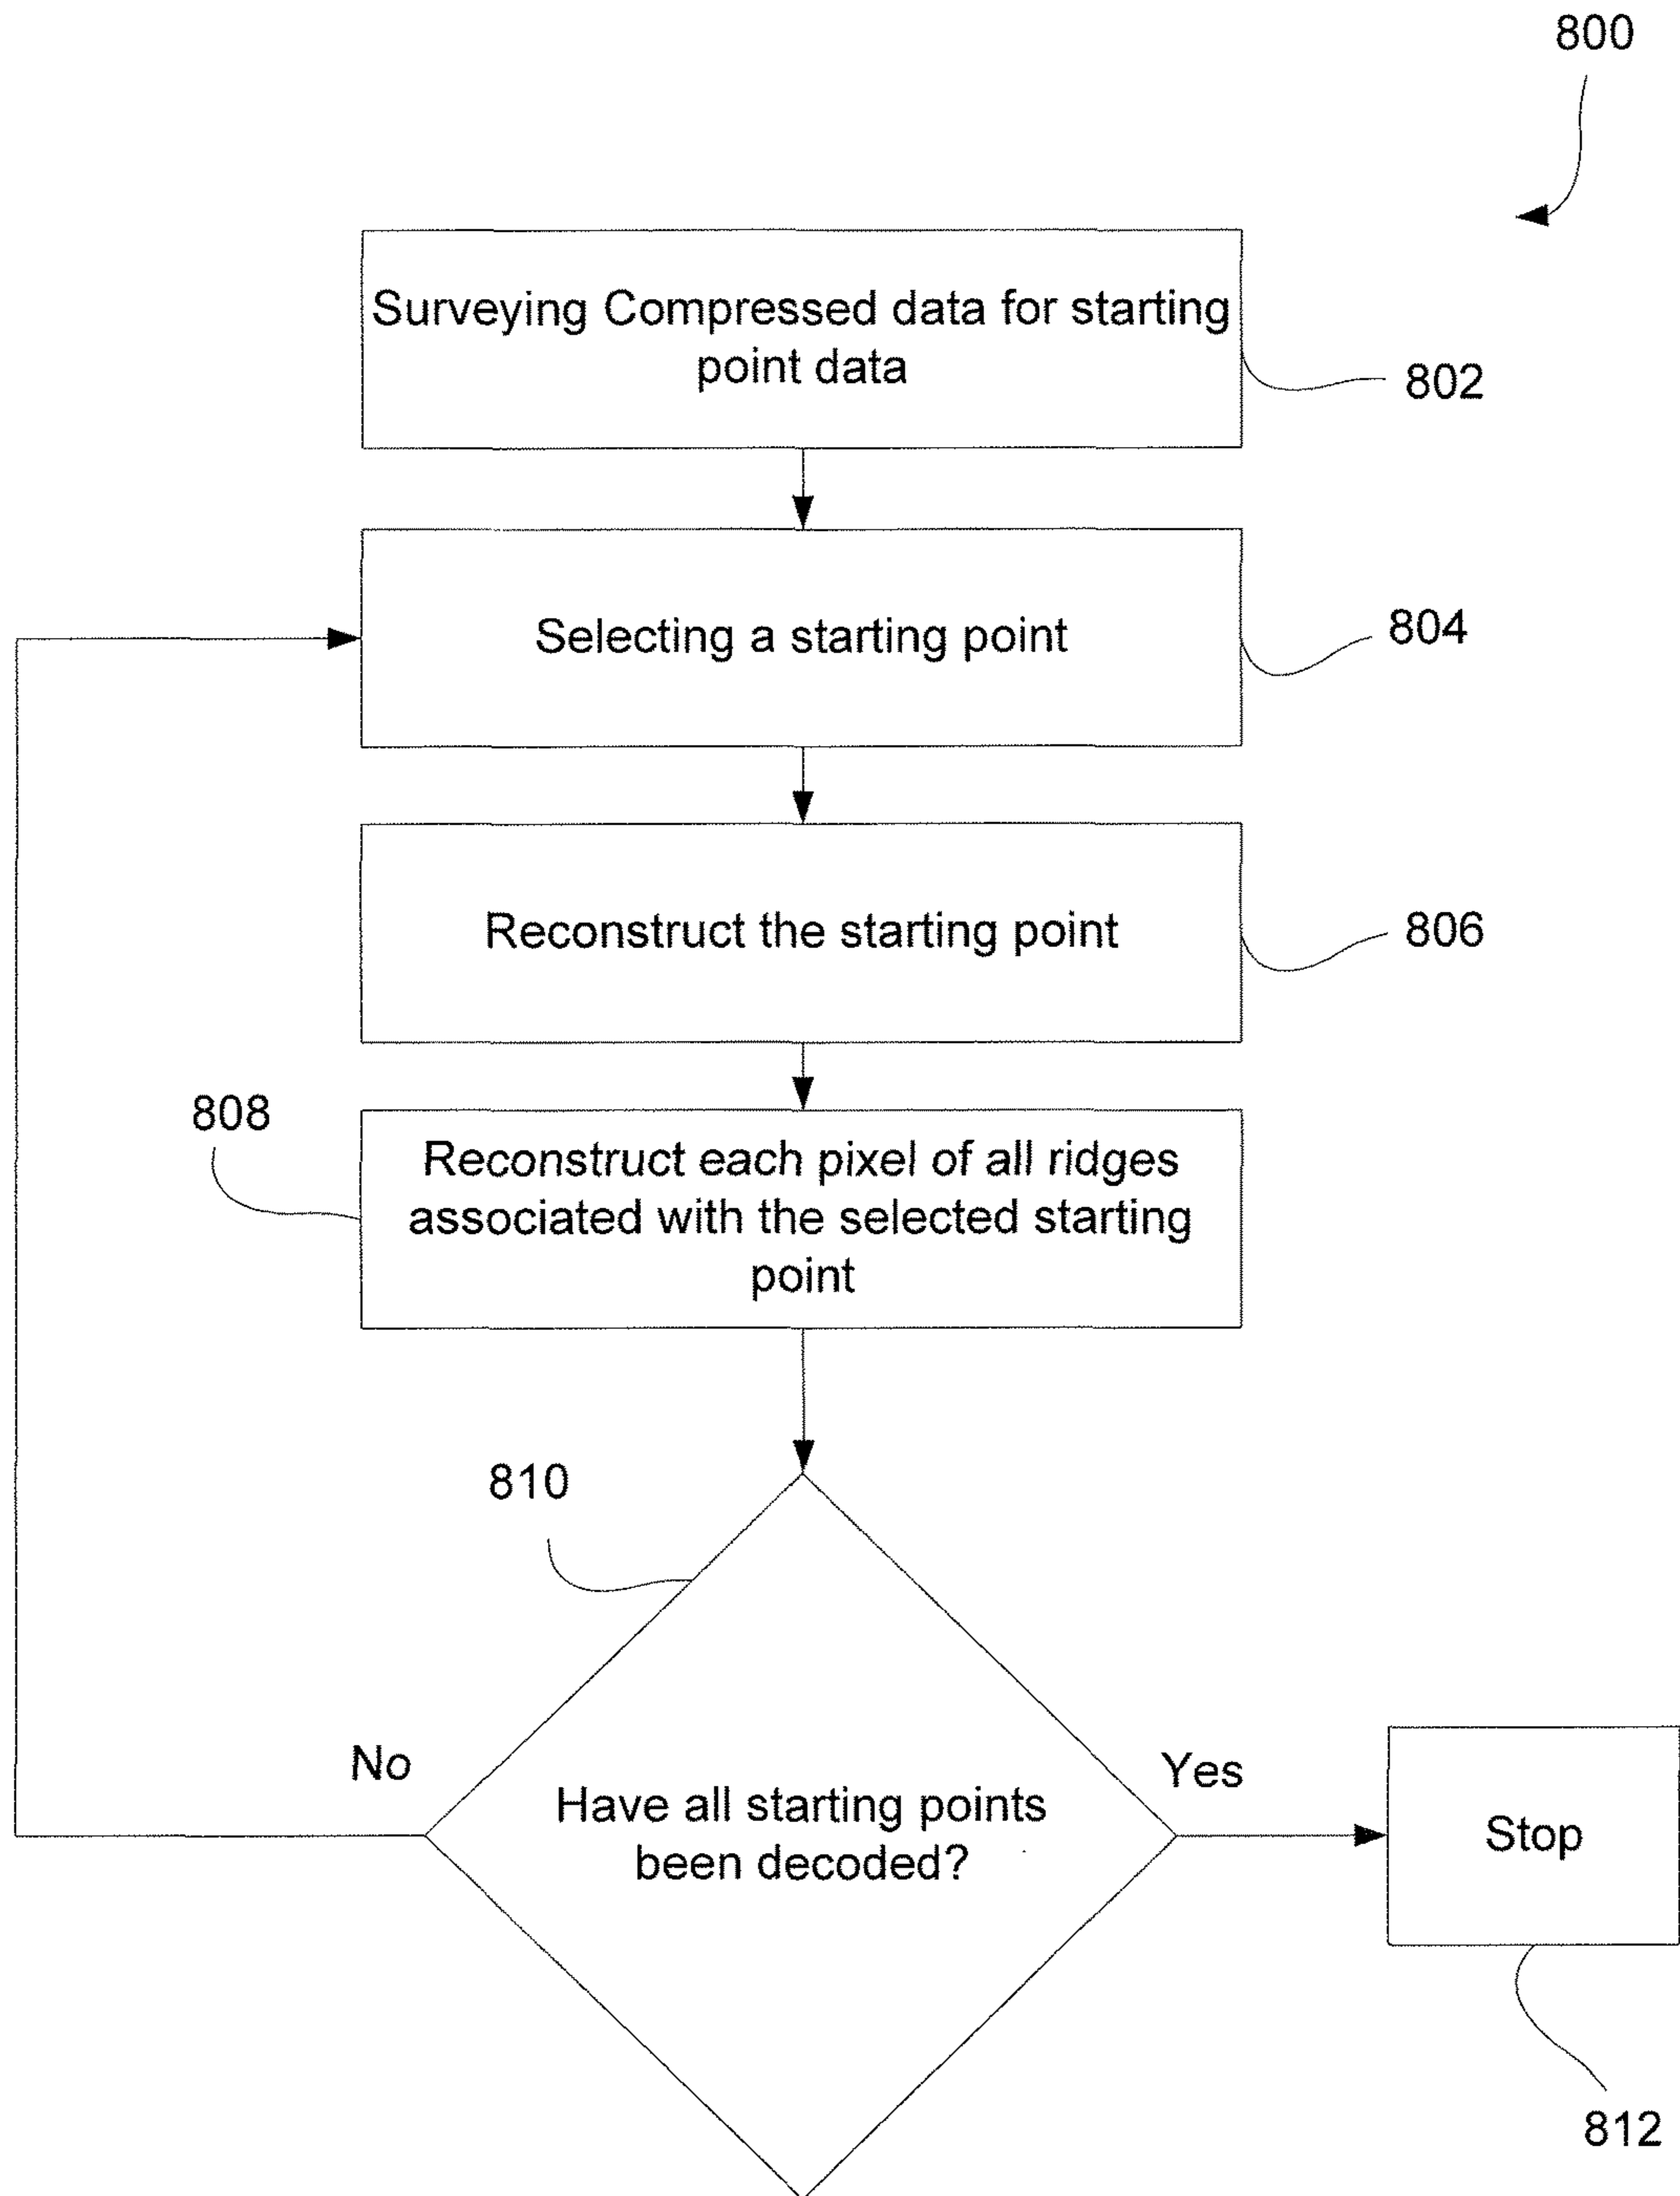 800
Surveying Compressed data for starting
point data
802
Selecting a starting point
804
Reconstruct the starting point
806
808
Reconstruct each pixel of all ridges
associated with the selected starting
point
810
No
Yes
Have all starting points
been decoded?
Stop
812